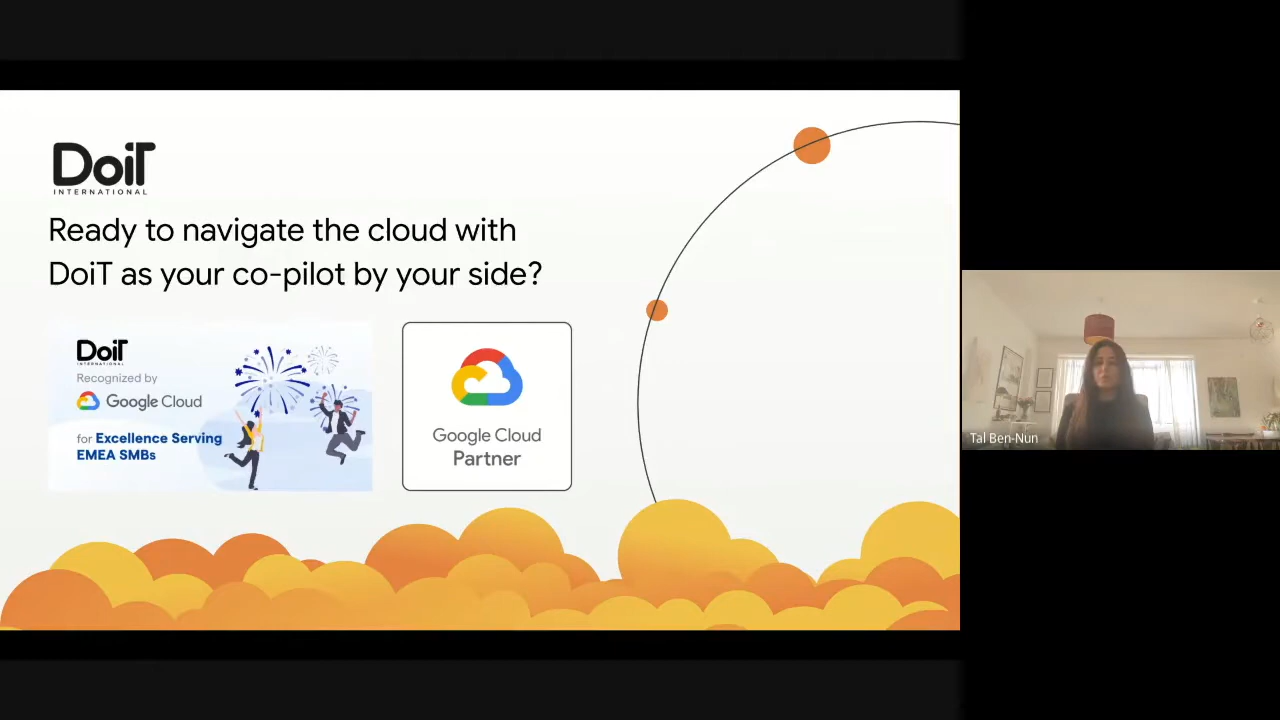 DoiT
INTERNATIONAL
Ready to navigate the cloud with
DoiT as your co-pilot by your side?
DoiT
INTERNATIONAL
Recognized by
Google Cloud
for Excellence Serving
EMEA SMBs
Google Cloud
Partner
Tal Ben-Nun